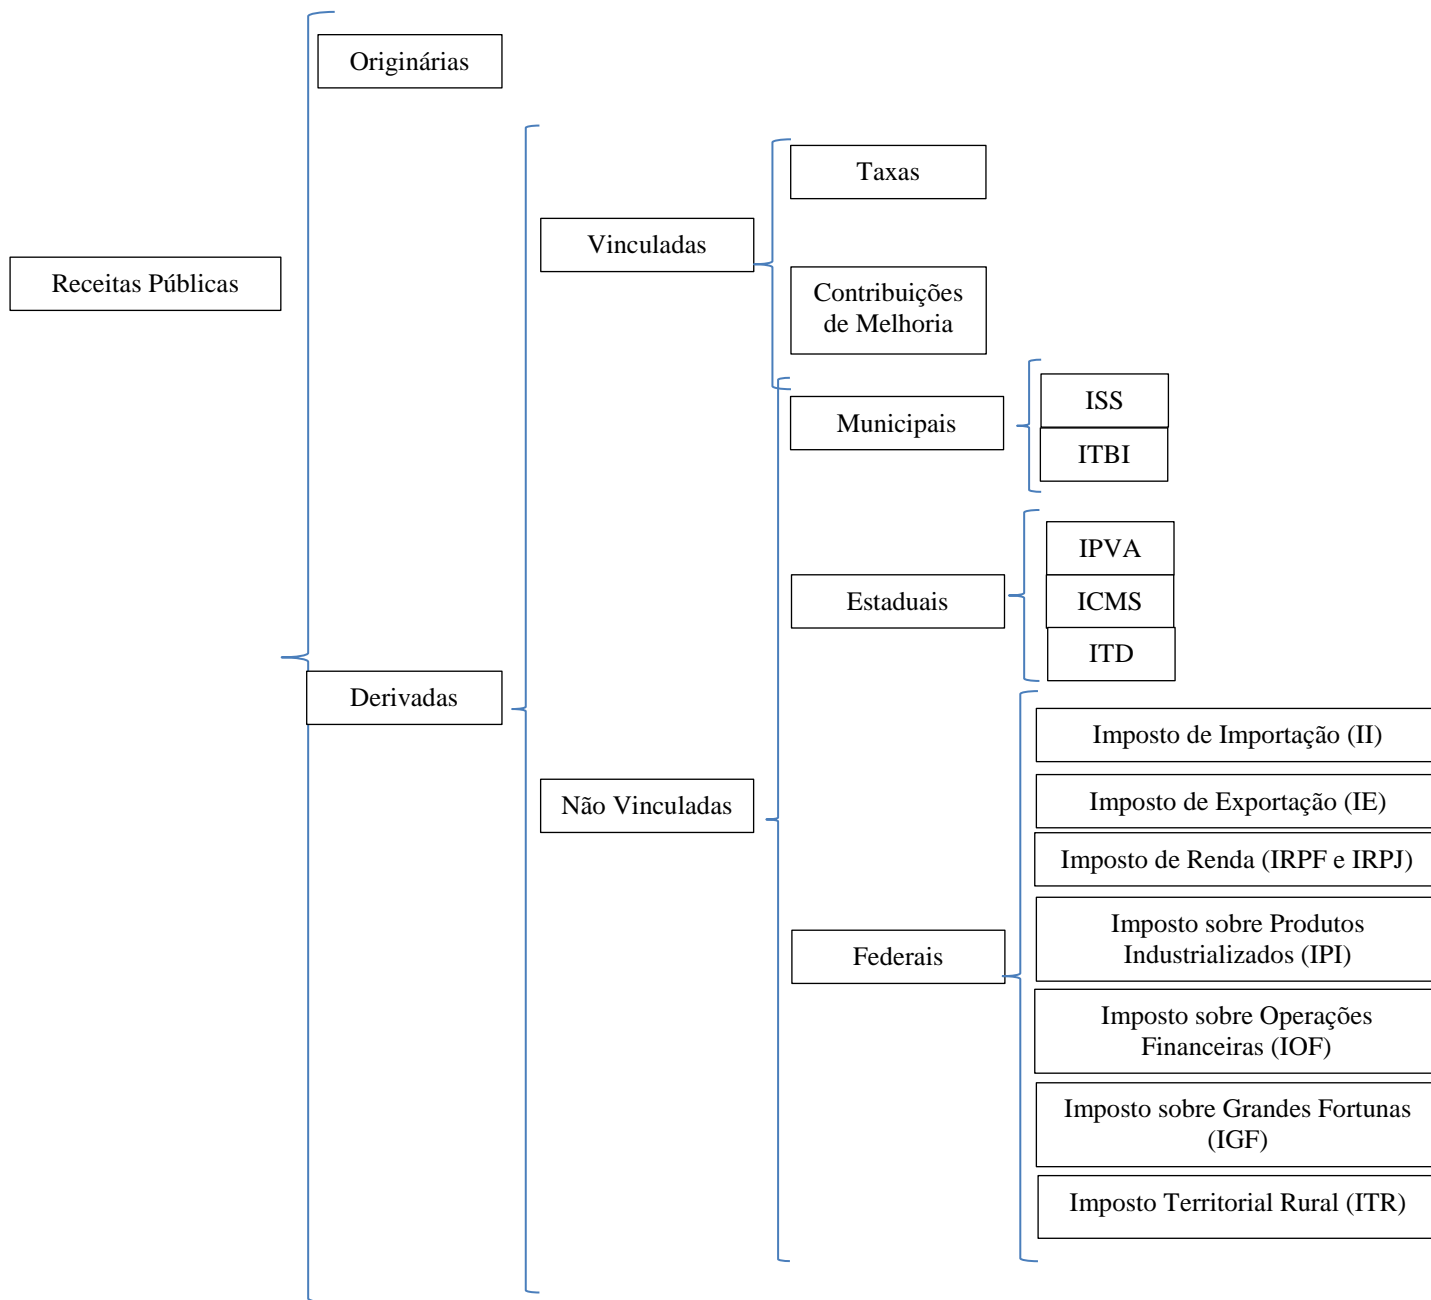 Originárias
Taxas
Vinculadas
Receitas Públicas
Contribuições
de Melhoria
ISS
Municipais
ITBI
IPVA
Estaduais
ICMS
ITD
Derivadas
Imposto de Importação (II)
Não Vinculadas
Imposto de Exportação (IE)
Imposto de Renda (IRPF e IRPJ)
Imposto sobre Produtos
Industrializados (IPI)
Federais
Imposto sobre Operações
Financeiras (IOF)
Imposto sobre Grandes Fortunas
(IGF)
Imposto Territorial Rural (ITR)